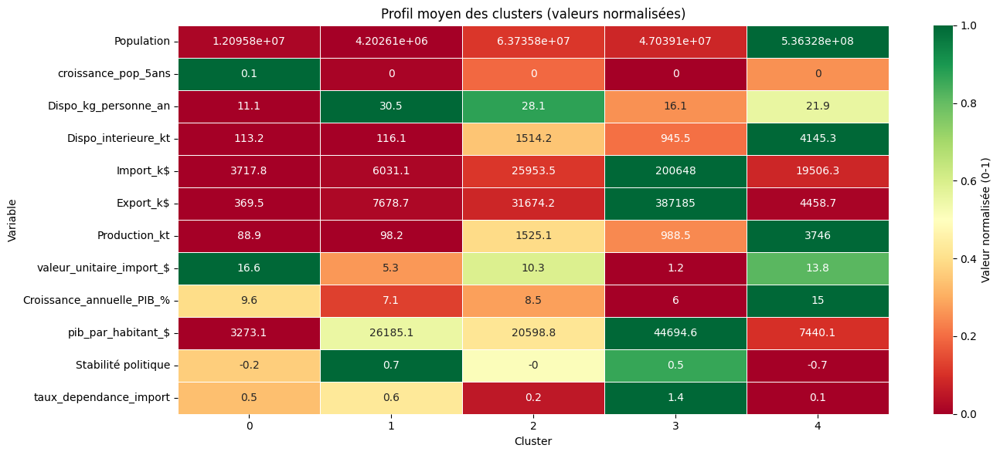 Profil moyen des clusters (valeurs normalisées)
Population 1.20958e+07 4.20261e+06 6.37358e+07 4.70391e+07 5.36328e+08
croissance_pop_5ans 0.1 0 0 0 0
Dispo_kg_personne_an 11.1 30.5 28.1 16.1 21.9
Dispo_interieure_kt 113.2 116.1 1514.2 945.5 4145.3
Import_k$ 3717.8 6031.1 25953.5 200648 19506.3
Export_k$ 369.5 7678.7 31674.2 387185 4458.7
Production_kt 88.9 98.2 1525.1 988.5 3746
valeur_unitaire_import_$ 16.6 5.3 10.3 1.2 13.8
Croissance_annuelle_PIB_% 9.6 7.1 8.5 6 15
pib_par_habitant_$ 3273.1 26185.1 20598.8 44694.6 7440.1
Stabilité politique -0.2 0.7 -0 0.5 -0.7
taux_dependance_import 0.5 0.6 0.2 1.4 0.1
0 1 2 3 4
Cluster
Variable
1.0
0.8
0.6
0.4
0.2
0.0
Valeur normalisée (0-1)